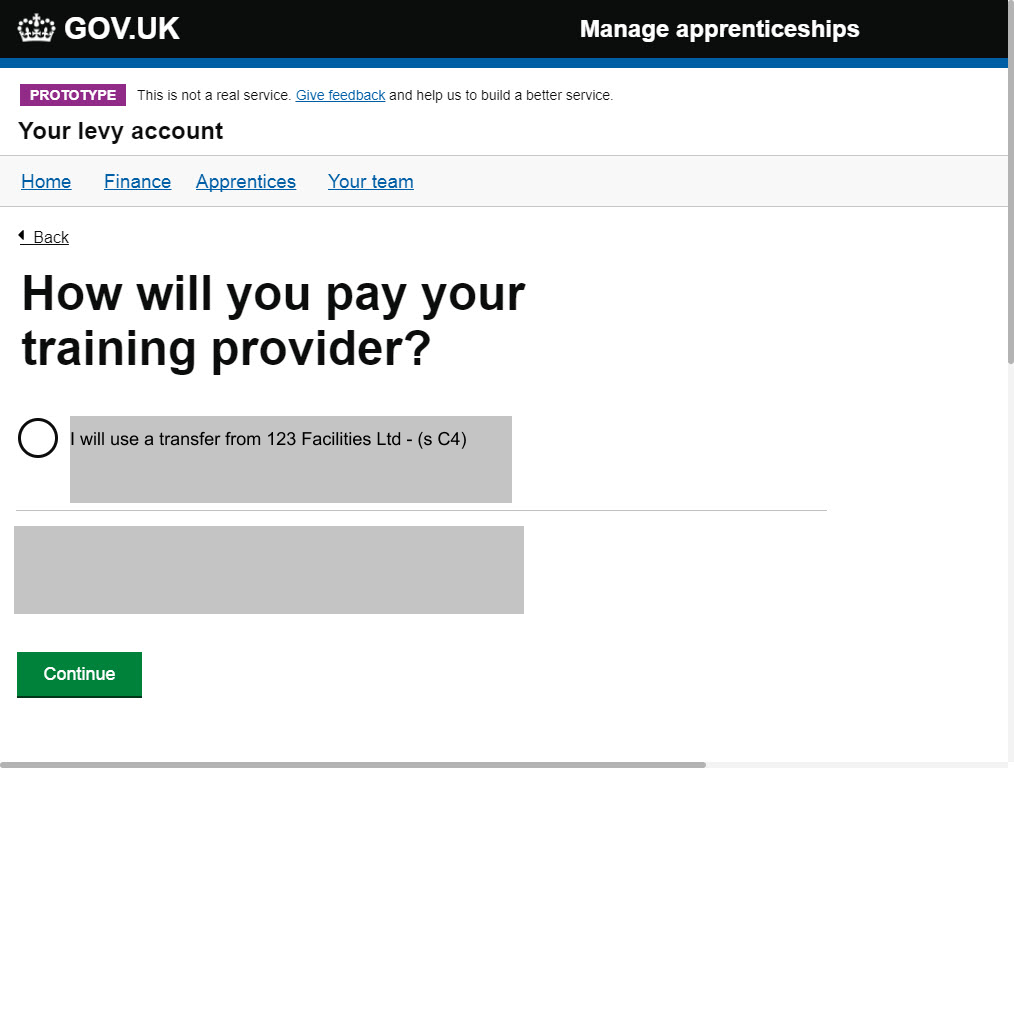 GOV.UK Manage apprenticeships
PROTOTYPE This is not a real service. Give feedback and help us to build a better service.
Your levy account
Home Finance Apprentices Your team
Back
How will you pay your
training provider?
I will use a transfer from 123 Facilities Ltd - (s C4)
Continue